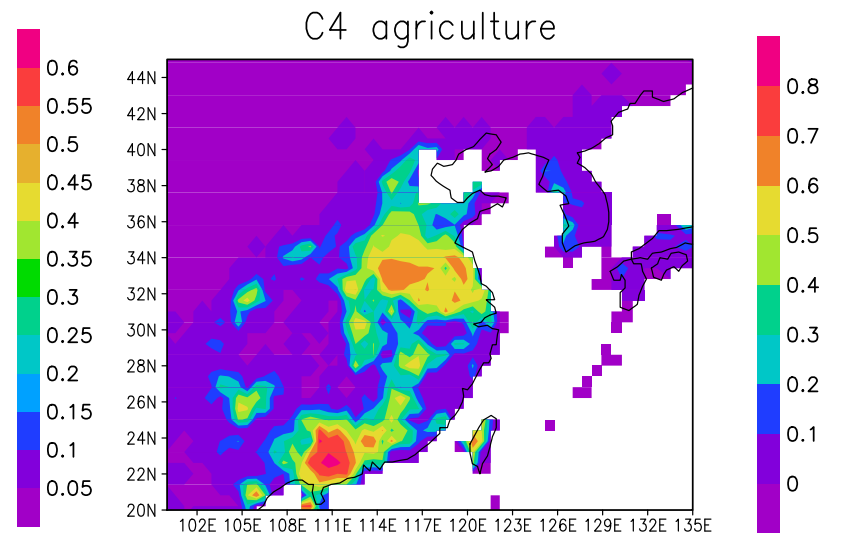 C4 agriculture
0.6
0.55
0.5
0.45
0.4
0.35
0.3
0.25
0.2
0.15
0.1
0.05
44N
42N
40N
38N
36N
34N
32N
30N
28N
26N
24N
22N
20N
102E 105E 108E 111E 114E 117E 120E 123E 126E 129E 132E 135E
0.8
0.7
0.6
0.5
0.4
0.3
0.2
0.1
0